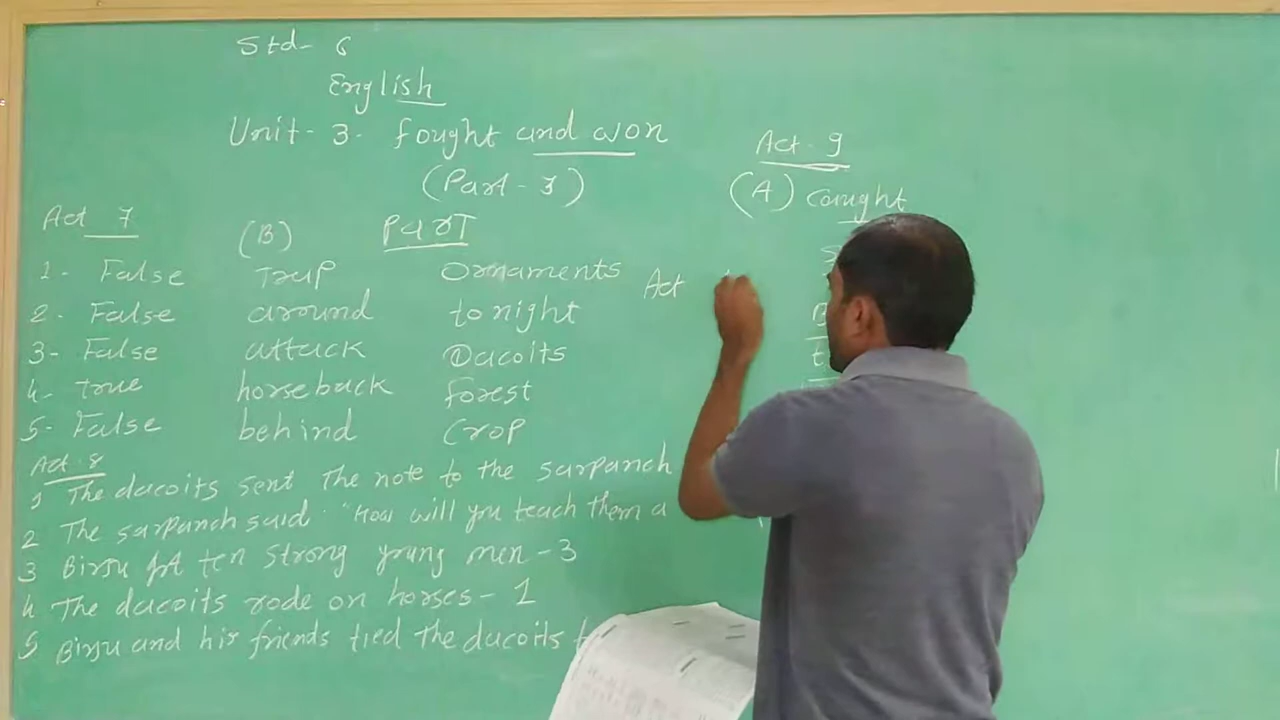 Std- 6
English
Unit- 3- fought and won
(Part-3)
Act 7
(B) PART
1- False Trap Ornaments
2- False around tonight
3- False attack Dacoits
4- True horseback forest
5- False behind Crop
Act-8
1 The dacoits sent The note to the sarpanch
2 The sarpanch said. "How will you teach them a
3 Birju got ten strong young men - 3
4 The dacoits rode on horses - 1
5 Birju and his friends tied the dacoits
Act-9
(A) caught
Act